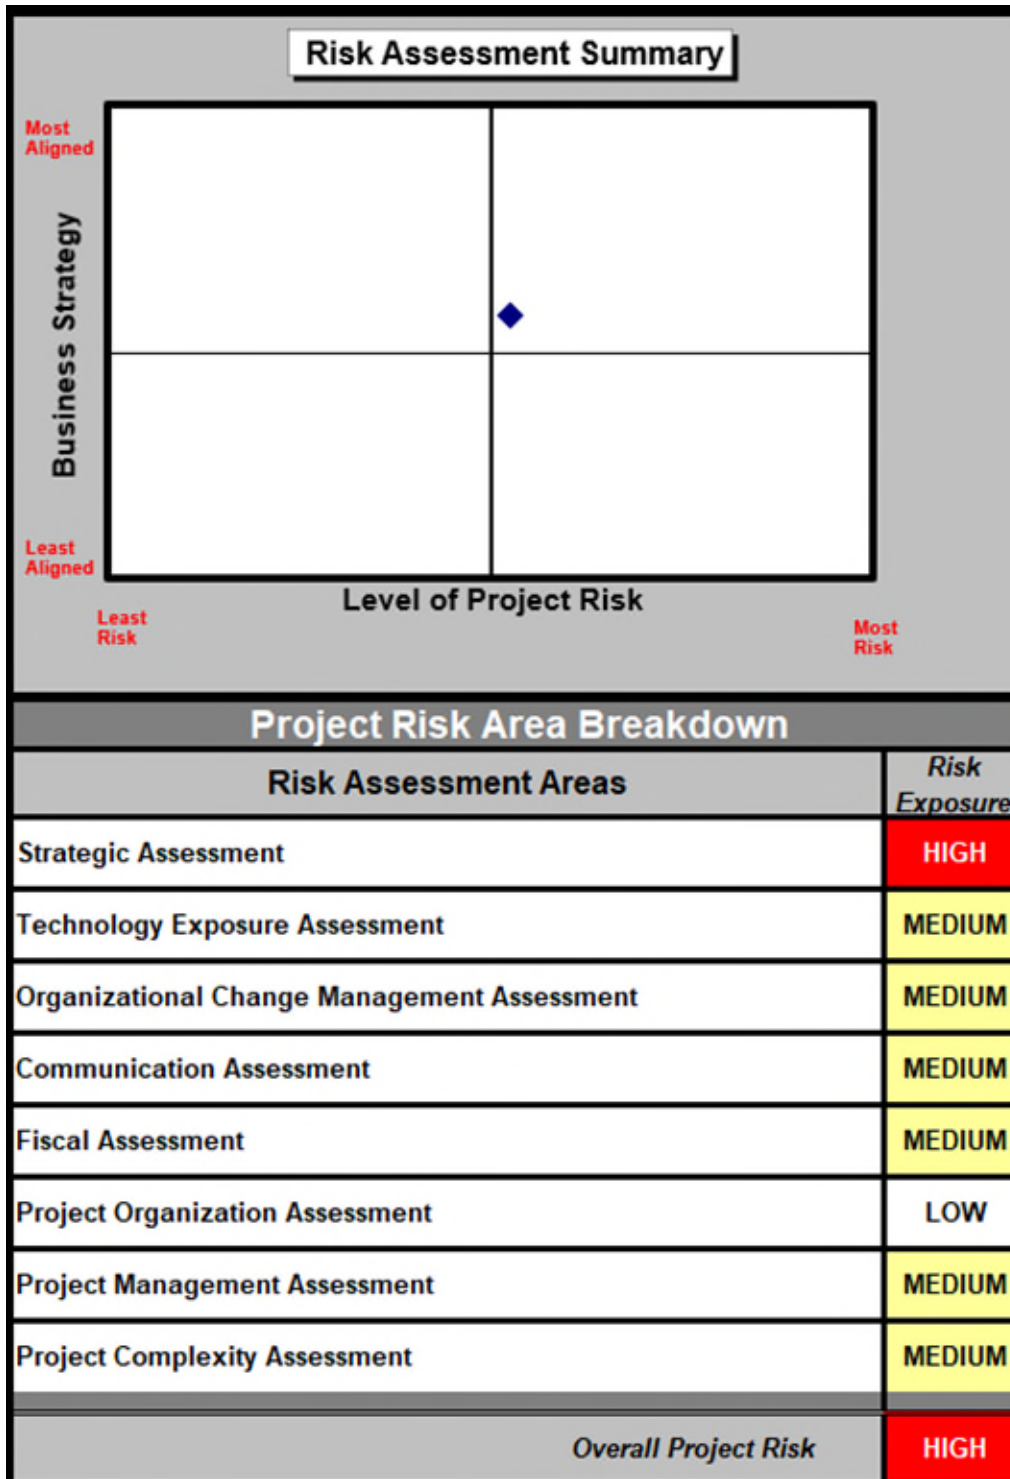 Risk Assessment Summary
Most
Aligned
Business Strategy
Least
Aligned
Level of Project Risk
Least
Risk
Most
Risk
Project Risk Area Breakdown
Risk Assessment Areas
Risk
Exposure
Strategic Assessment
HIGH
Technology Exposure Assessment
MEDIUM
Organizational Change Management Assessment
MEDIUM
Communication Assessment
MEDIUM
Fiscal Assessment
MEDIUM
Project Organization Assessment
LOW
Project Management Assessment
MEDIUM
Project Complexity Assessment
MEDIUM
Overall Project Risk
HIGH